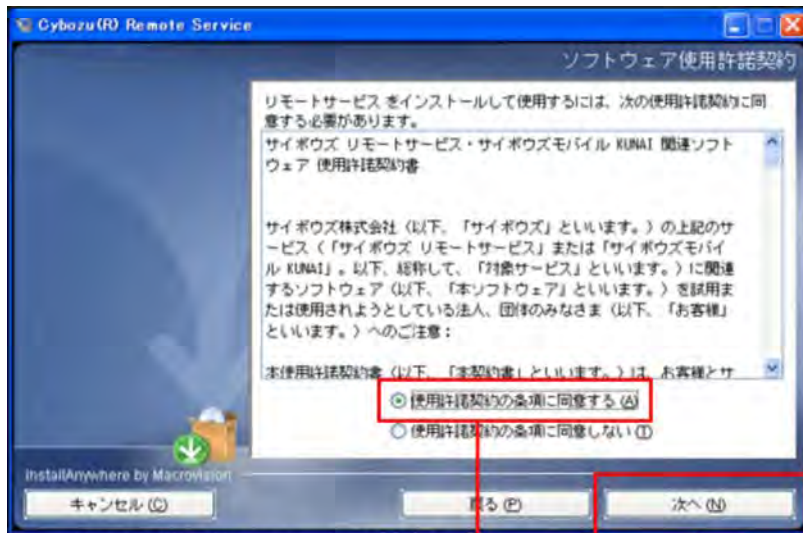 Cybozu(R) Remote Service
ソフトウェア使用許諾契約
リモートサービス をインストールして使用するには、次の使用許諾契約に同
意する必要があります。
サイボウズ リモートサービス・サイボウズモバイル KUNAI 関連ソフト
ウェア 使用許諾契約書
サイボウズ株式会社（以下、「サイボウズ」といいます。）の上記のサ
ービス（「サイボウズ リモートサービス」または「サイボウズモバイ
ル KUNAI」。以下、総称して、「対象サービス」といいます。）に関連
するソフトウェア（以下、「本ソフトウェア」といいます。）を試用ま
たは使用されようとしている法人、団体のみなさま（以下、「お客様」
といいます。）へのご注意：
本使用許諾契約書（以下、「本契約書」といいます。）は、お客様とサ
使用許諾契約の条項に同意する (A)
使用許諾契約の条項に同意しない (T)
InstallAnywhere by Macrovision
キャンセル (C)
戻る (P)
次へ (N)